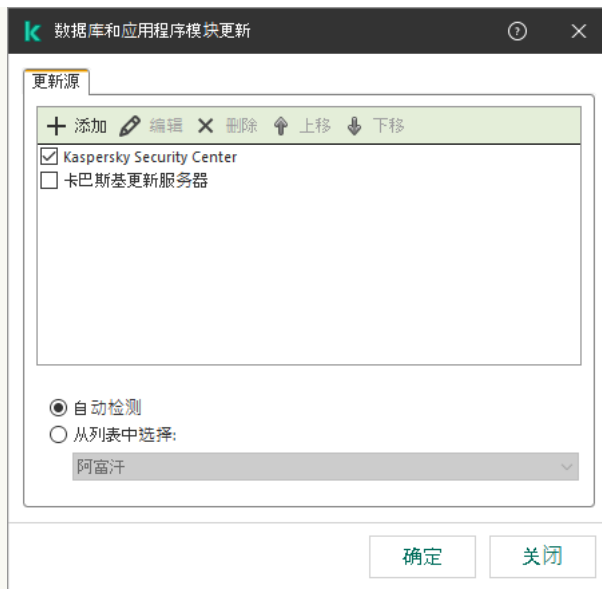 数据库和应用程序模块更新
更新源
添加 编辑 删除 上移 下移
Kaspersky Security Center
卡巴斯基更新服务器
自动检测
从列表中选择:
阿富汗
确定 关闭